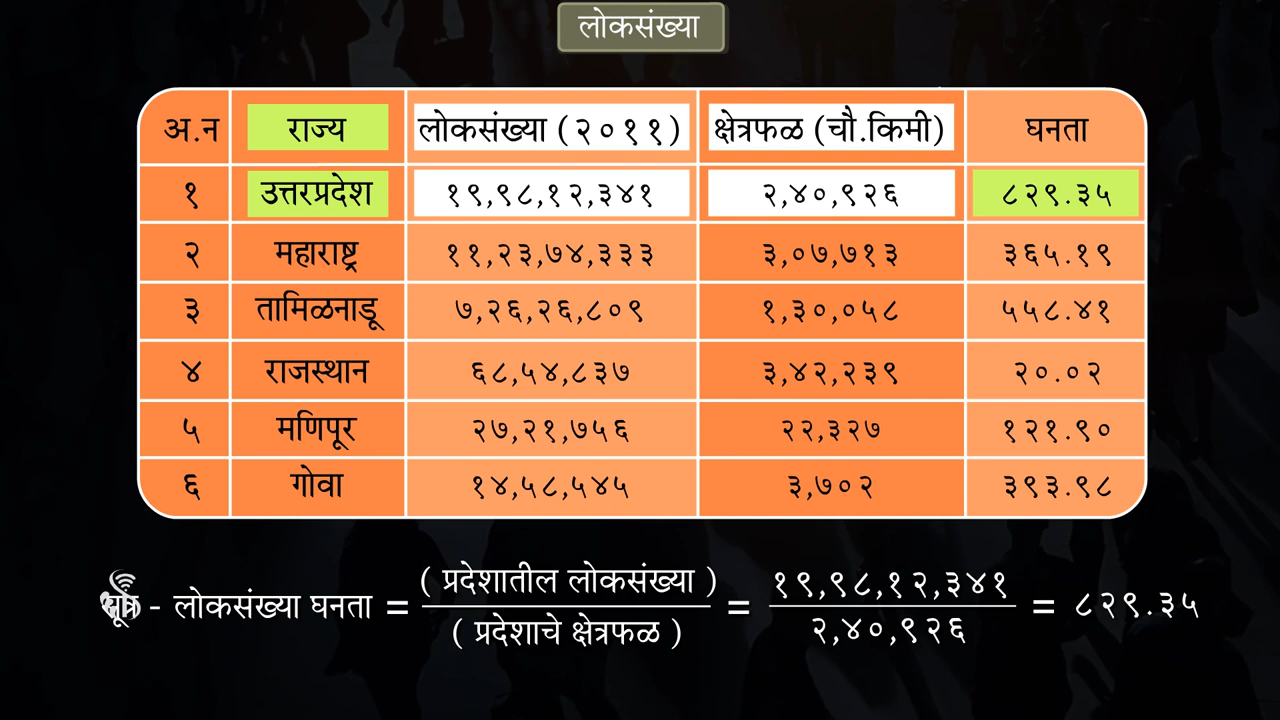 लोकसंख्या
अ.न राज्य लोकसंख्या (२०११) क्षेत्रफळ (चौ.किमी) घनता
१ उत्तरप्रदेश १९,९८,१२,३४१ २,४०,९२६ ८२९.३५
२ महाराष्ट्र ११,२३,७४,३३३ ३,०७,७१३ ३६५.१९
३ तामिळनाडू ७,२६,२६,८०९ १,३०,०५८ ५५८.४१
४ राजस्थान ६८,५४,८३७ ३,४२,२३९ २०.०२
५ मणिपूर २७,२१,७५६ २२,३२७ १२१.९०
६ गोवा १४,५८,५४५ ३,७०२ ३९३.९८
- लोकसंख्या घनता = ( प्रदेशातील लोकसंख्या ) / ( प्रदेशाचे क्षेत्रफळ ) = १९,९८,१२,३४१ / २,४०,९२६ = ८२९.३५